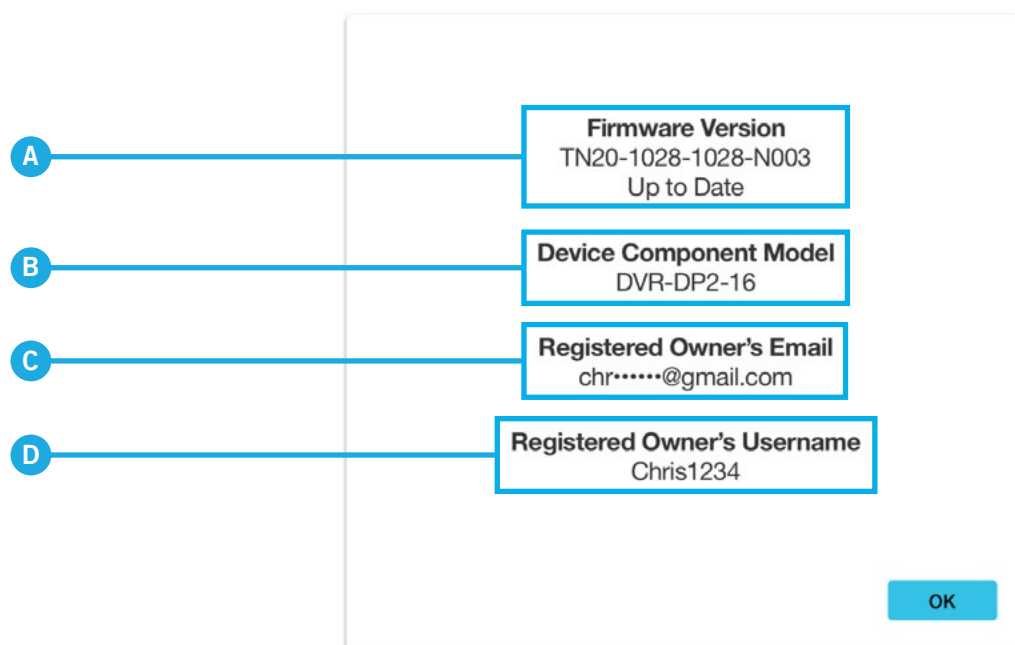 A
Firmware Version
TN20-1028-1028-N003
Up to Date
B
Device Component Model
DVR-DP2-16
C
Registered Owner's Email
chr••••••@gmail.com
D
Registered Owner's Username
Chris1234
OK